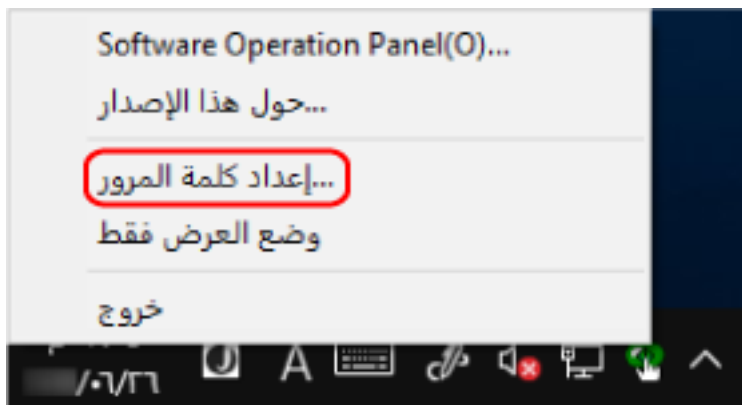 Software Operation Panel(O)...
حول هذا الإصدار...
إعداد كلمة المرور...
وضع العرض فقط
خروج
A
/٠٦/٢٦